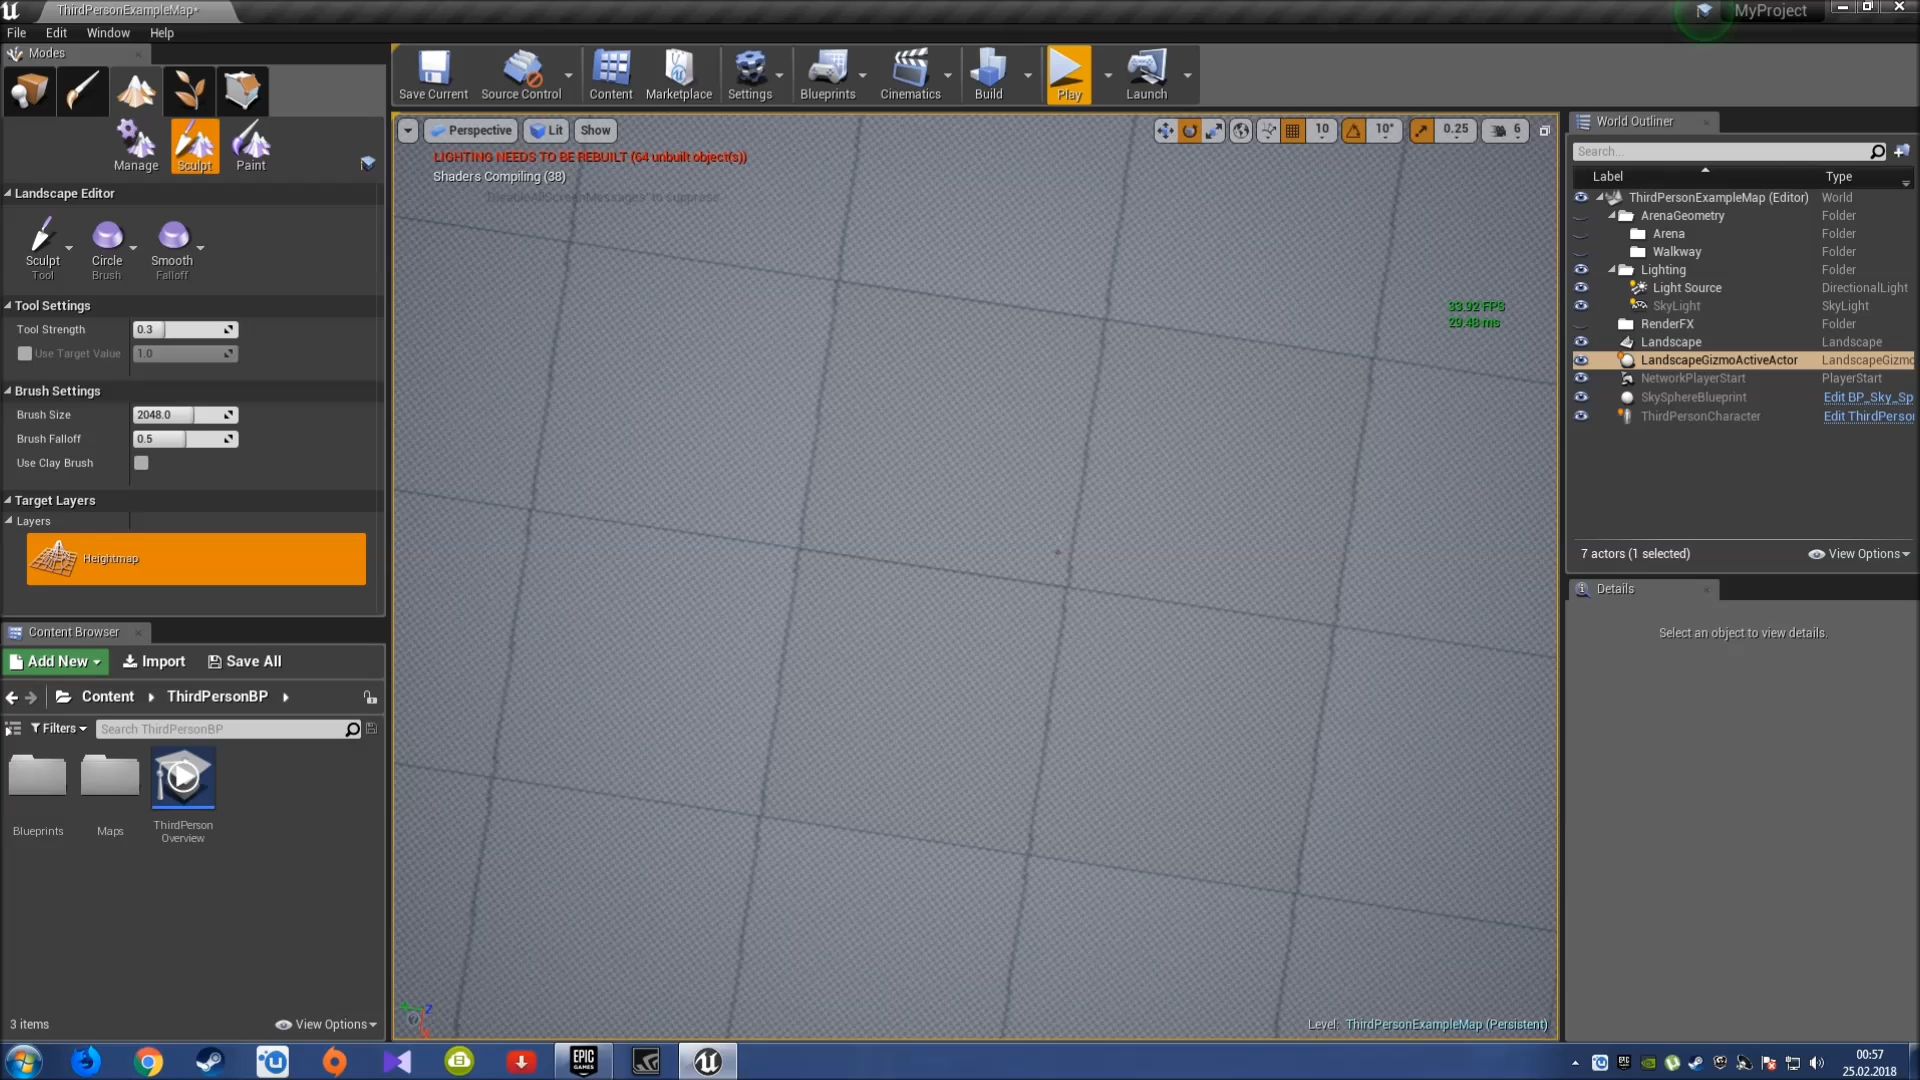 ThirdPersonExampleMap*
MyProject
File Edit Window Help
Modes
Save Current Source Control Content Marketplace Settings Blueprints Cinematics Build Play Launch
Manage Sculpt Paint
Landscape Editor
Sculpt Circle Smooth
Tool Brush Falloff
Tool Settings
Tool Strength 0.3
Use Target Value 1.0
Brush Settings
Brush Size 2048.0
Brush Falloff 0.5
Use Clay Brush
Target Layers
Layers
Heightmap
Content Browser
Add New Import Save All
Content ThirdPersonBP
Filters Search ThirdPersonBP
Blueprints Maps ThirdPerson
Overview
3 items View Options
Perspective Lit Show 10 10° 0.25 6
LIGHTING NEEDS TO BE REBUILT (64 unbuilt object(s))
Shaders Compiling (38)
'DisableAllScreenMessages' to suppress
33.92 FPS
29.48 ms
Level: ThirdPersonExampleMap (Persistent)
World Outliner
Search...
Label Type
ThirdPersonExampleMap (Editor) World
ArenaGeometry Folder
Arena Folder
Walkway Folder
Lighting Folder
Light Source DirectionalLight
SkyLight SkyLight
RenderFX Folder
Landscape Landscape
LandscapeGizmoActiveActor LandscapeGizmo
NetworkPlayerStart PlayerStart
SkySphereBlueprint Edit BP_Sky_Sp
ThirdPersonCharacter Edit ThirdPerson
7 actors (1 selected) View Options
Details
Select an object to view details.
EPIC
GAMES
00:57
25.02.2018